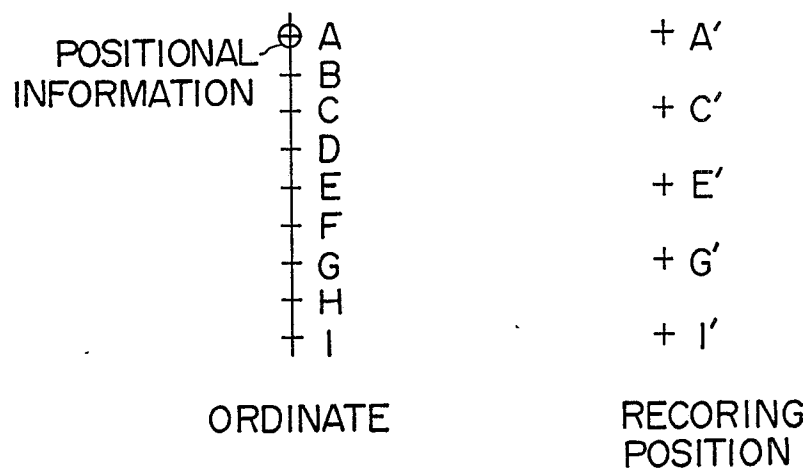 POSITIONAL
INFORMATION
A
B
C
D
E
F
G
H
I
ORDINATE
A′
C′
E′
G′
I′
RECORING
POSITION